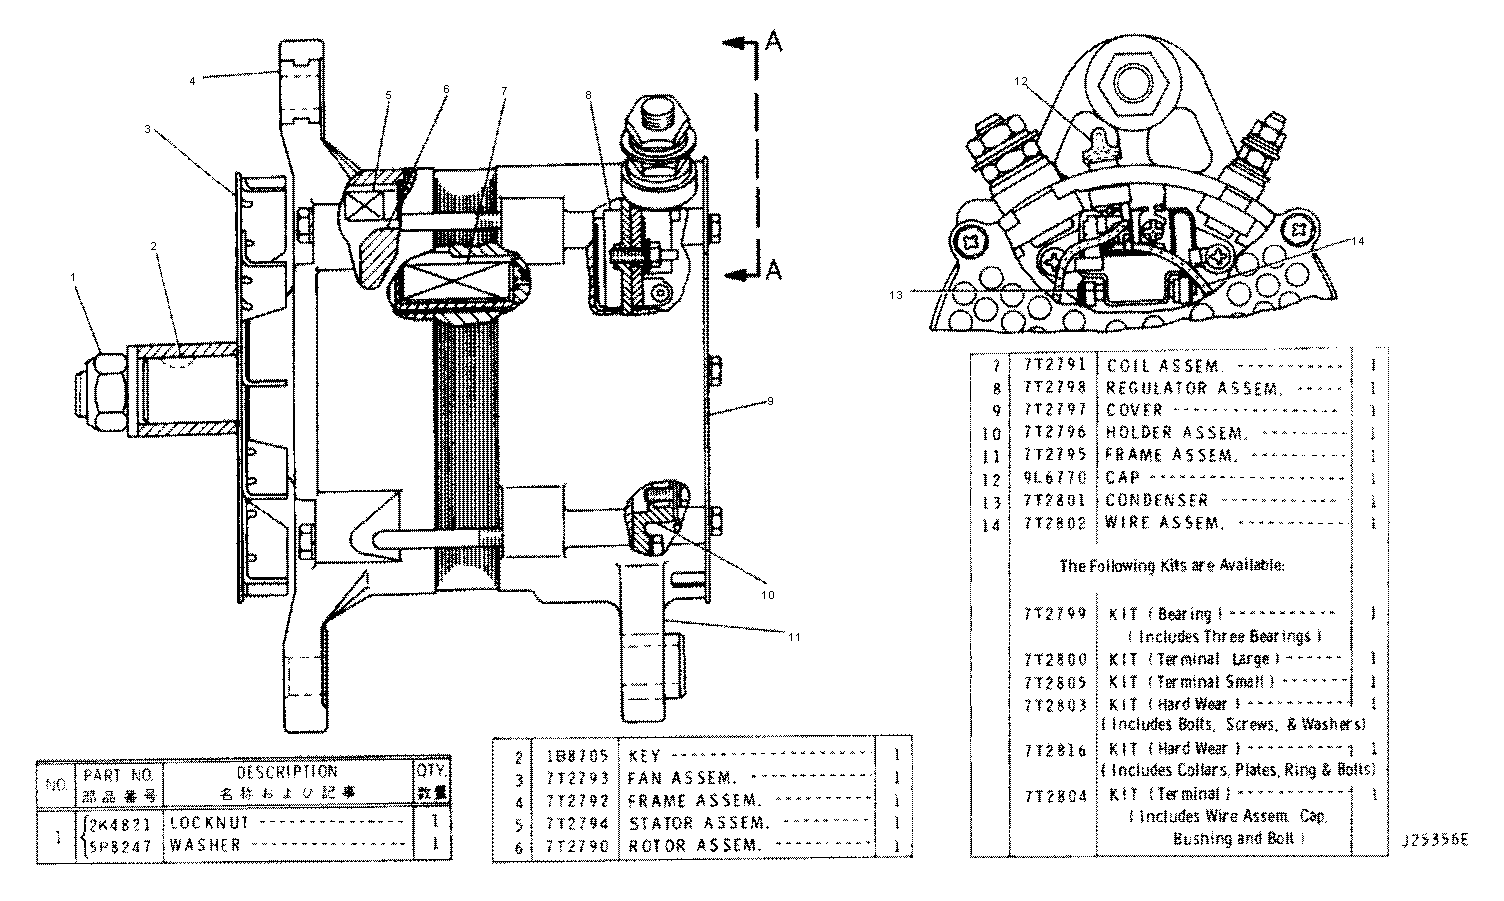 A
A
1
2
3
4
5
6
7
8
9
10
11
12
13
14
NO. PART NO. DESCRIPTION QTY.
部品番号 名称および記事 数量
1 2K4821 LOCKNUT 1
5P8247 WASHER 1
2 1B8705 KEY 1
3 7T2793 FAN ASSEM. 1
4 7T2792 FRAME ASSEM. 1
5 7T2794 STATOR ASSEM. 1
6 7T2790 ROTOR ASSEM. 1
7 7T2791 COIL ASSEM. 1
8 7T2798 REGULATOR ASSEM. 1
9 7T2797 COVER 1
10 7T2796 HOLDER ASSEM. 1
11 7T2795 FRAME ASSEM. 1
12 9L6770 CAP 1
13 7T2801 CONDENSER 1
14 7T2802 WIRE ASSEM. 1
The Following Kits are Available:
7T2799 KIT (Bearing) 1
(Includes Three Bearings)
7T2800 KIT (Terminal Large) 1
7T2805 KIT (Terminal Small) 1
7T2803 KIT (Hard Wear) 1
(Includes Bolts, Screws, & Washers)
7T2816 KIT (Hard Wear) 1
(Includes Collars, Plates, Ring & Bolts)
7T2804 KIT (Terminal) 1
(Includes Wire Assem. Cap,
Bushing and Bolt)
J25356E